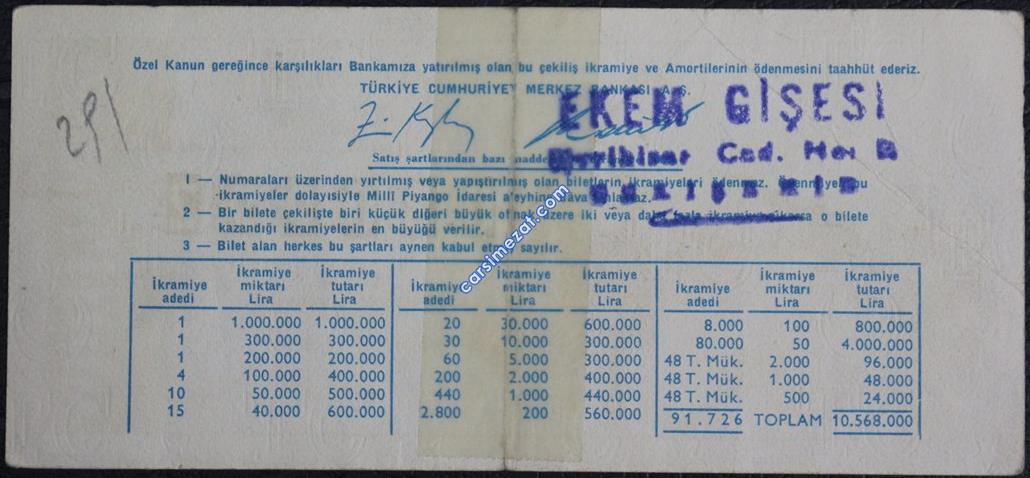 Özel Kanun gereğince karşılıkları Bankamıza yatırılmış olan bu çekiliş ikramiye ve Amortilerinin ödenmesini taahhüt ederiz.
TÜRKİYE CUMHURİYET MERKEZ BANKASI A.Ş.
EKEM GİŞESİ
Cad. No: B
291
Satış şartlarından bazı
1 — Numaraları üzerinden yırtılmış veya yapıştırılmış olan biletlerin ikramiyeleri ödenmez. bu
ikramiyeler dolayısiyle Milli Piyango İdaresi a'eyhine
2 — Bir bilete çekilişte biri küçük diğeri büyük olmak üzere iki veya daha fazla ikramiye çıkarsa o bilete
kazandığı ikramiyelerin en büyüğü verilir.
3 — Bilet alan herkes bu şartları aynen kabul etmiş sayılır.
carsimezat.com
İkramiye adedi İkramiye miktarı Lira İkramiye tutarı Lira İkramiye adedi İkramiye miktarı Lira İkramiye tutarı Lira İkramiye adedi İkramiye miktarı Lira İkramiye tutarı Lira
1 1.000.000 1.000.000 20 30.000 600.000 8.000 100 800.000
1 300.000 300.000 30 10.000 300.000 80.000 50 4.000.000
1 200.000 200.000 60 5.000 300.000 48 T. Mük. 2.000 96.000
4 100.000 400.000 200 2.000 400.000 48 T. Mük. 1.000 48.000
10 50.000 500.000 440 1.000 440.000 48 T. Mük. 500 24.000
15 40.000 600.000 2.800 200 560.000 91.726 TOPLAM 10.568.000